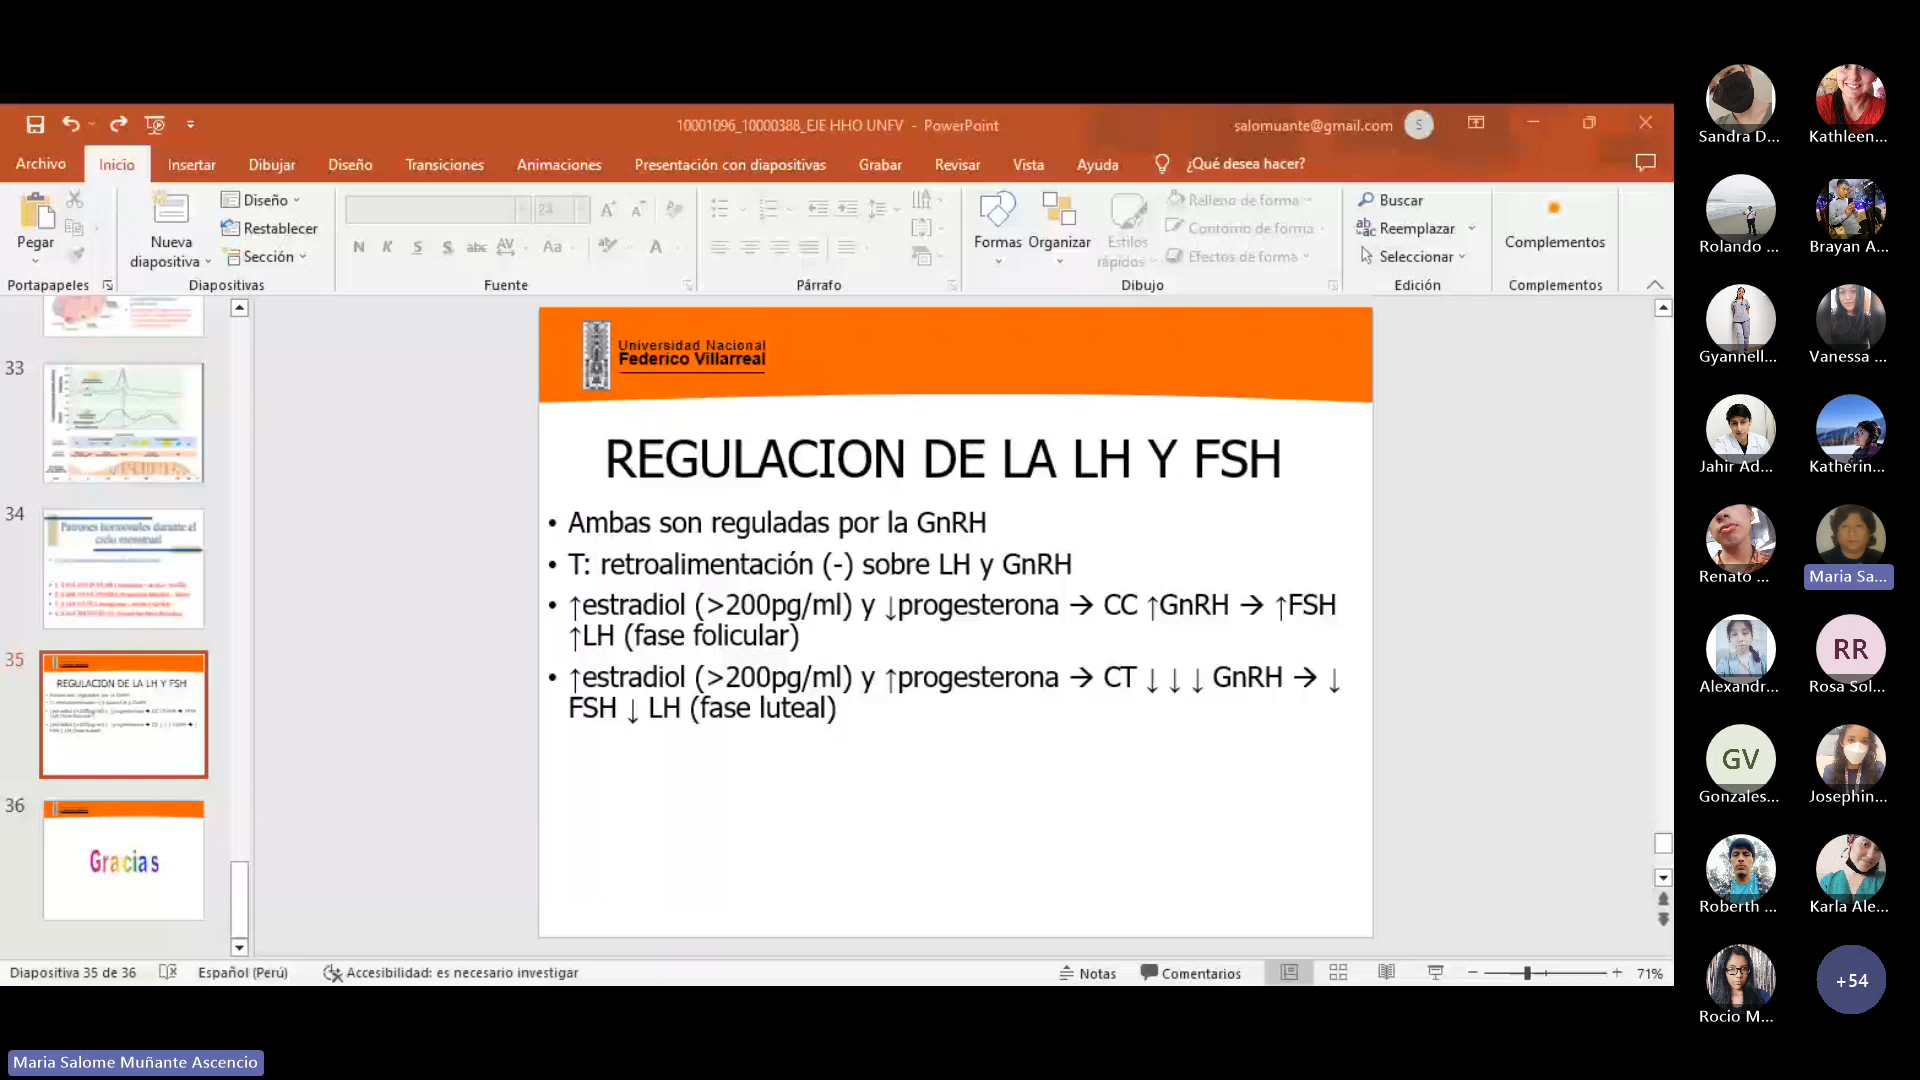 10001096_10000388_EJE HHO UNFV - PowerPoint
salomuante@gmail.com
S
Archivo
Inicio
Insertar
Dibujar
Diseño
Transiciones
Animaciones
Presentación con diapositivas
Grabar
Revisar
Vista
Ayuda
¿Qué desea hacer?
Pegar
Nueva
diapositiva
Diseño
Restablecer
Sección
24
N K S S abc AV Aa A
Formas
Organizar
Estilos
rápidos
Relleno de forma
Contorno de forma
Efectos de forma
Buscar
Reemplazar
Seleccionar
Complementos
Portapapeles
Diapositivas
Fuente
Párrafo
Dibujo
Edición
Complementos
33
34
Patrones hormonales durante el
ciclo menstrual
35
REGULACION DE LA LH Y FSH
36
Gracias
Universidad Nacional
Federico Villarreal
REGULACION DE LA LH Y FSH
• Ambas son reguladas por la GnRH
• T: retroalimentación (-) sobre LH y GnRH
• ↑estradiol (>200pg/ml) y ↓progesterona → CC ↑GnRH → ↑FSH
↑LH (fase folicular)
• ↑estradiol (>200pg/ml) y ↑progesterona → CT ↓ ↓ ↓ GnRH → ↓
FSH ↓ LH (fase luteal)
Diapositiva 35 de 36
Español (Perú)
Accesibilidad: es necesario investigar
Notas
Comentarios
71%
Sandra D...
Kathleen...
Rolando ...
Brayan A...
Gyannell...
Vanessa ...
Jahir Ad...
Katherin...
Renato ...
Maria Sa...
Alexandr...
RR
Rosa Sol...
GV
Gonzales...
Josephin...
Roberth ...
Karla Ale...
Rocio M...
+54
Maria Salome Muñante Ascencio